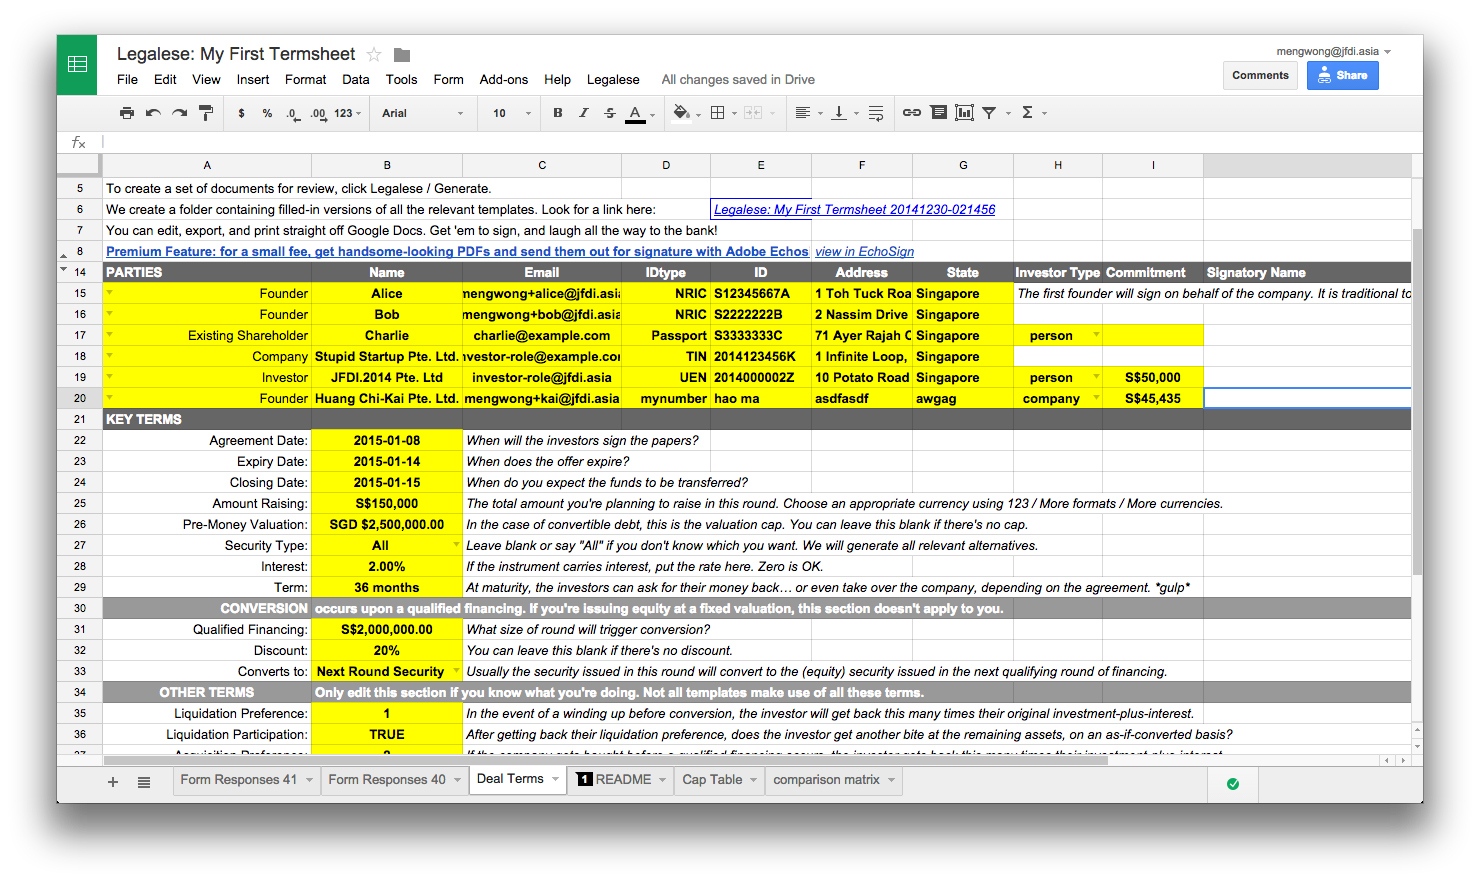 Legalese: My First Termsheet
mengwong@jfdi.asia
File Edit View Insert Format Data Tools Form Add-ons Help Legalese All changes saved in Drive
Comments Share
$ % .0 .00 123 Arial 10 B I S A Σ
fx
A B C D E F G H I
5 To create a set of documents for review, click Legalese / Generate.
6 We create a folder containing filled-in versions of all the relevant templates. Look for a link here: Legalese: My First Termsheet 20141230-021456
7 You can edit, export, and print straight off Google Docs. Get 'em to sign, and laugh all the way to the bank!
8 Premium Feature: for a small fee, get handsome-looking PDFs and send them out for signature with Adobe Echos view in EchoSign
14 PARTIES Name Email IDtype ID Address State Investor Type Commitment Signatory Name
15 Founder Alice mengwong+alice@jfdi.asia NRIC S12345667A 1 Toh Tuck Roa Singapore The first founder will sign on behalf of the company. It is traditional to
16 Founder Bob mengwong+bob@jfdi.asia NRIC S2222222B 2 Nassim Drive Singapore
17 Existing Shareholder Charlie charlie@example.com Passport S3333333C 71 Ayer Rajah C Singapore person
18 Company Stupid Startup Pte. Ltd. nvestor-role@example.com TIN 2014123456K 1 Infinite Loop, Singapore
19 Investor JFDI.2014 Pte. Ltd investor-role@jfdi.asia UEN 2014000002Z 10 Potato Road Singapore person S$50,000
20 Founder Huang Chi-Kai Pte. Ltd. mengwong+kai@jfdi.asia mynumber hao ma asdfasdf awgag company S$45,435
21 KEY TERMS
22 Agreement Date: 2015-01-08 When will the investors sign the papers?
23 Expiry Date: 2015-01-14 When does the offer expire?
24 Closing Date: 2015-01-15 When do you expect the funds to be transferred?
25 Amount Raising: S$150,000 The total amount you're planning to raise in this round. Choose an appropriate currency using 123 / More formats / More currencies.
26 Pre-Money Valuation: SGD $2,500,000.00 In the case of convertible debt, this is the valuation cap. You can leave this blank if there's no cap.
27 Security Type: All Leave blank or say "All" if you don't know which you want. We will generate all relevant alternatives.
28 Interest: 2.00% If the instrument carries interest, put the rate here. Zero is OK.
29 Term: 36 months At maturity, the investors can ask for their money back... or even take over the company, depending on the agreement. *gulp*
30 CONVERSION occurs upon a qualified financing. If you're issuing equity at a fixed valuation, this section doesn't apply to you.
31 Qualified Financing: S$2,000,000.00 What size of round will trigger conversion?
32 Discount: 20% You can leave this blank if there's no discount.
33 Converts to: Next Round Security Usually the security issued in this round will convert to the (equity) security issued in the next qualifying round of financing.
34 OTHER TERMS Only edit this section if you know what you're doing. Not all templates make use of all these terms.
35 Liquidation Preference: 1 In the event of a winding up before conversion, the investor will get back this many times their original investment-plus-interest.
36 Liquidation Participation: TRUE After getting back their liquidation preference, does the investor get another bite at the remaining assets, on an as-if-converted basis?
Form Responses 41 Form Responses 40 Deal Terms 1 README Cap Table comparison matrix